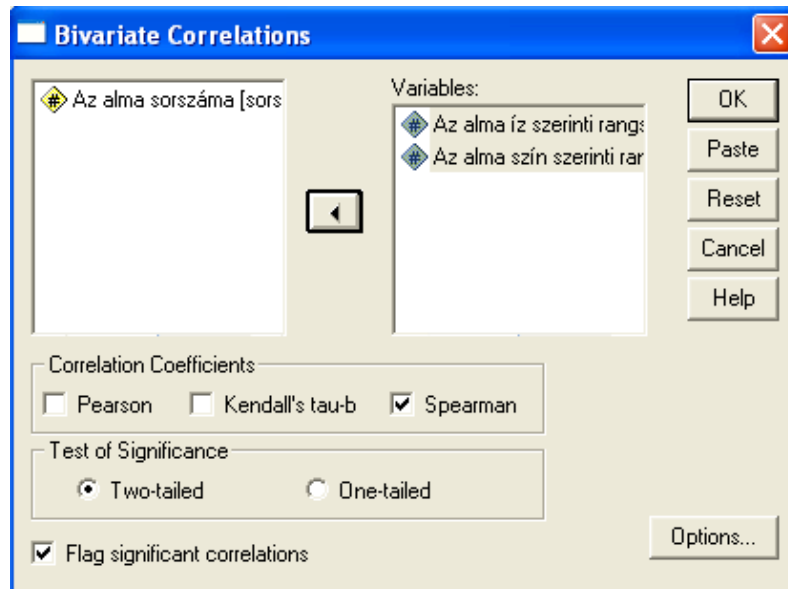 Bivariate Correlations
Az alma sorszáma [sors
Variables:
Az alma íz szerinti rangs
Az alma szín szerinti rar
OK
Paste
Reset
Cancel
Help
Correlation Coefficients
Pearson Kendall's tau-b Spearman
Test of Significance
Two-tailed One-tailed
Flag significant correlations
Options...